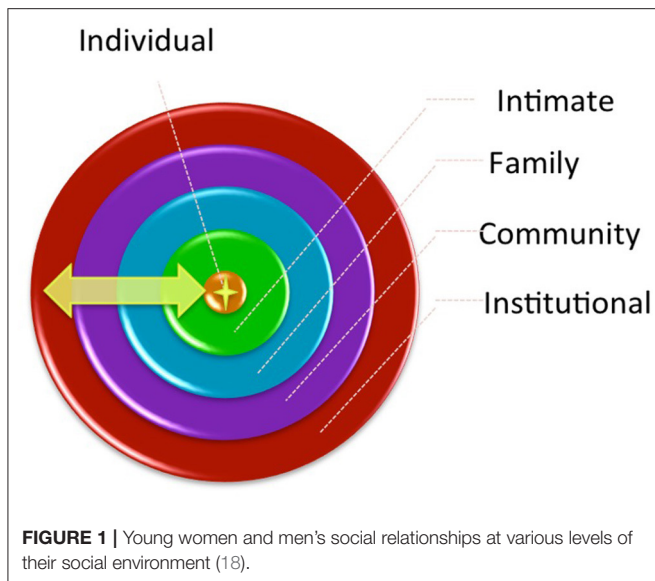 Individual
Intimate
Family
Community
Institutional
FIGURE 1 | Young women and men's social relationships at various levels of
their social environment (18).